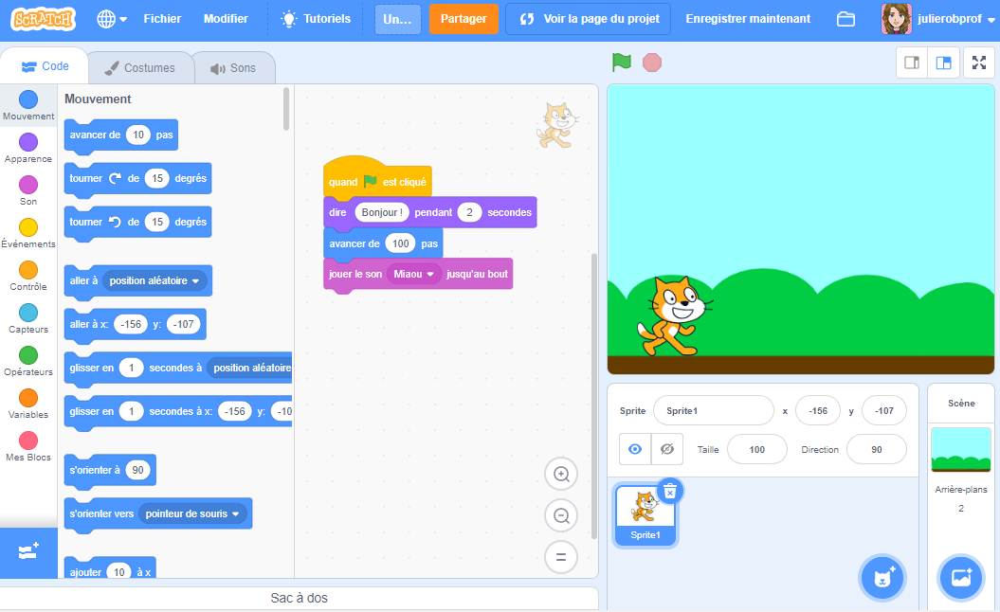 SCRATCH Fichier Modifier Tutoriels Un... Partager Voir la page du projet Enregistrer maintenant julierobprof
Code Costumes Sons
Mouvement
Apparence
Son
Événements
Contrôle
Capteurs
Opérateurs
Variables
Mes Blocs
Mouvement
avancer de 10 pas
tourner de 15 degrés
tourner de 15 degrés
aller à position aléatoire
aller à x: -156 y: -107
glisser en 1 secondes à position aléatoire
glisser en 1 secondes à x: -156 y: -10
s'orienter à 90
s'orienter vers pointeur de souris
ajouter 10 à x
quand est cliqué
dire Bonjour ! pendant 2 secondes
avancer de 100 pas
jouer le son Miaou jusqu'au bout
Sac à dos
Sprite Sprite1 x -156 y -107
Taille 100 Direction 90
Sprite1
Scène
Arrière-plans
2